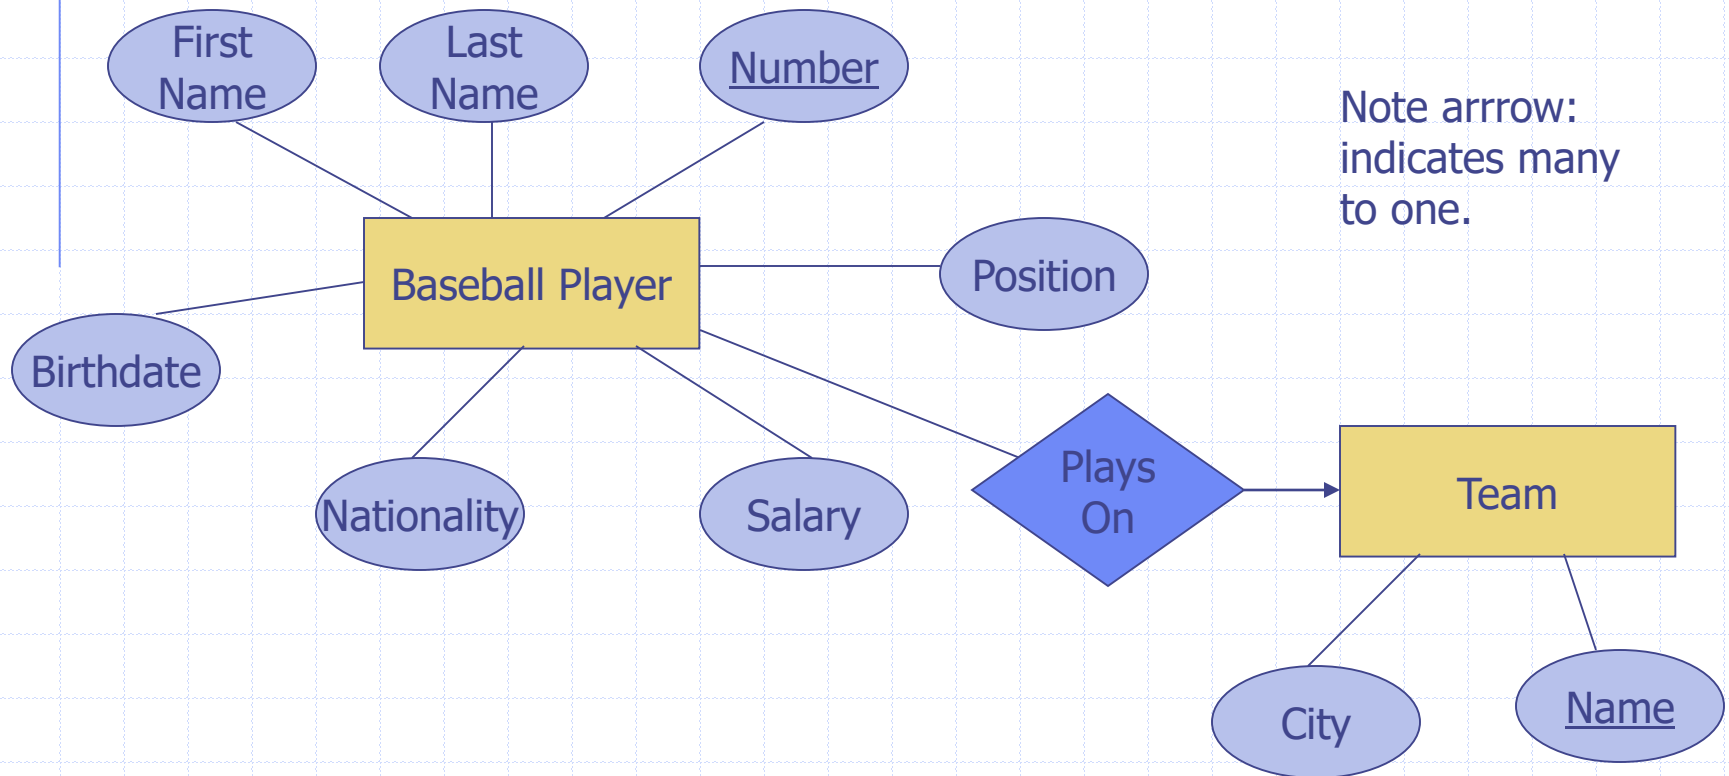 First
Name
Last
Name
Number
Note arrrow:
indicates many
to one.
Baseball Player
Position
Birthdate
Nationality
Salary
Plays
On
Team
City
Name